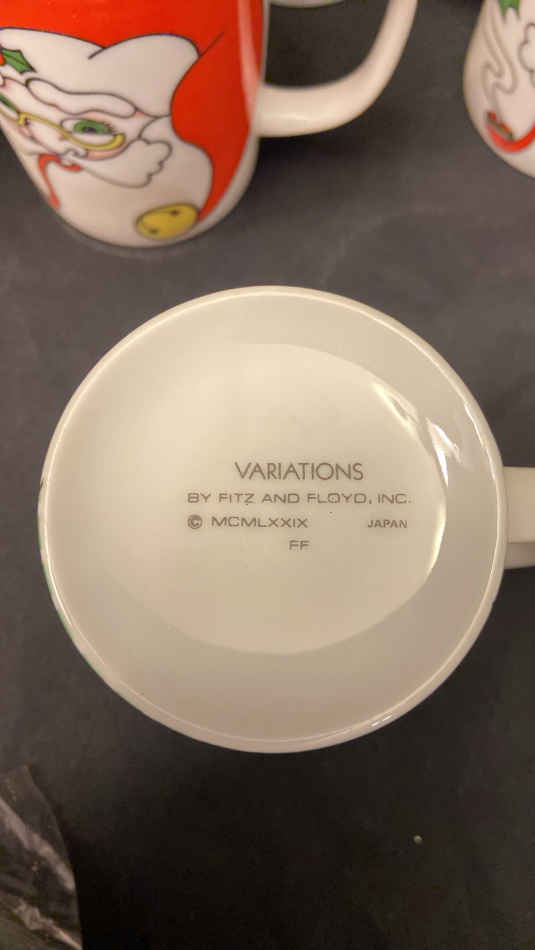 VARIATIONS
BY FITZ AND FLOYD, INC.
© MCMLXXIX JAPAN
FF